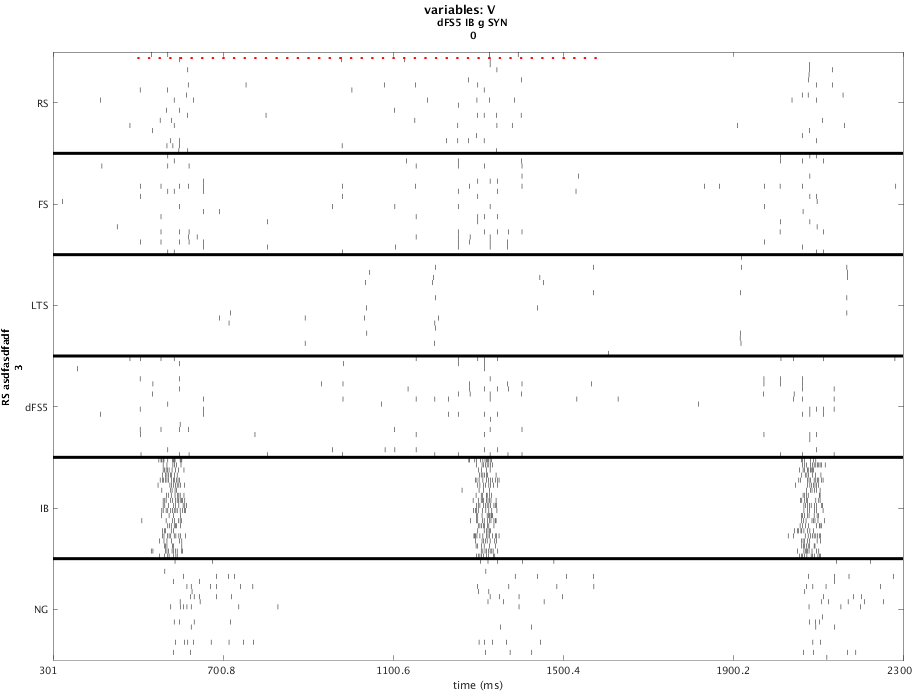 variables: V
dFS5 IB g SYN
0
RS
FS
LTS
dFS5
IB
NG
RS asdfasdfadf
3
301
700.8
1100.6
1500.4
1900.2
2300
time (ms)